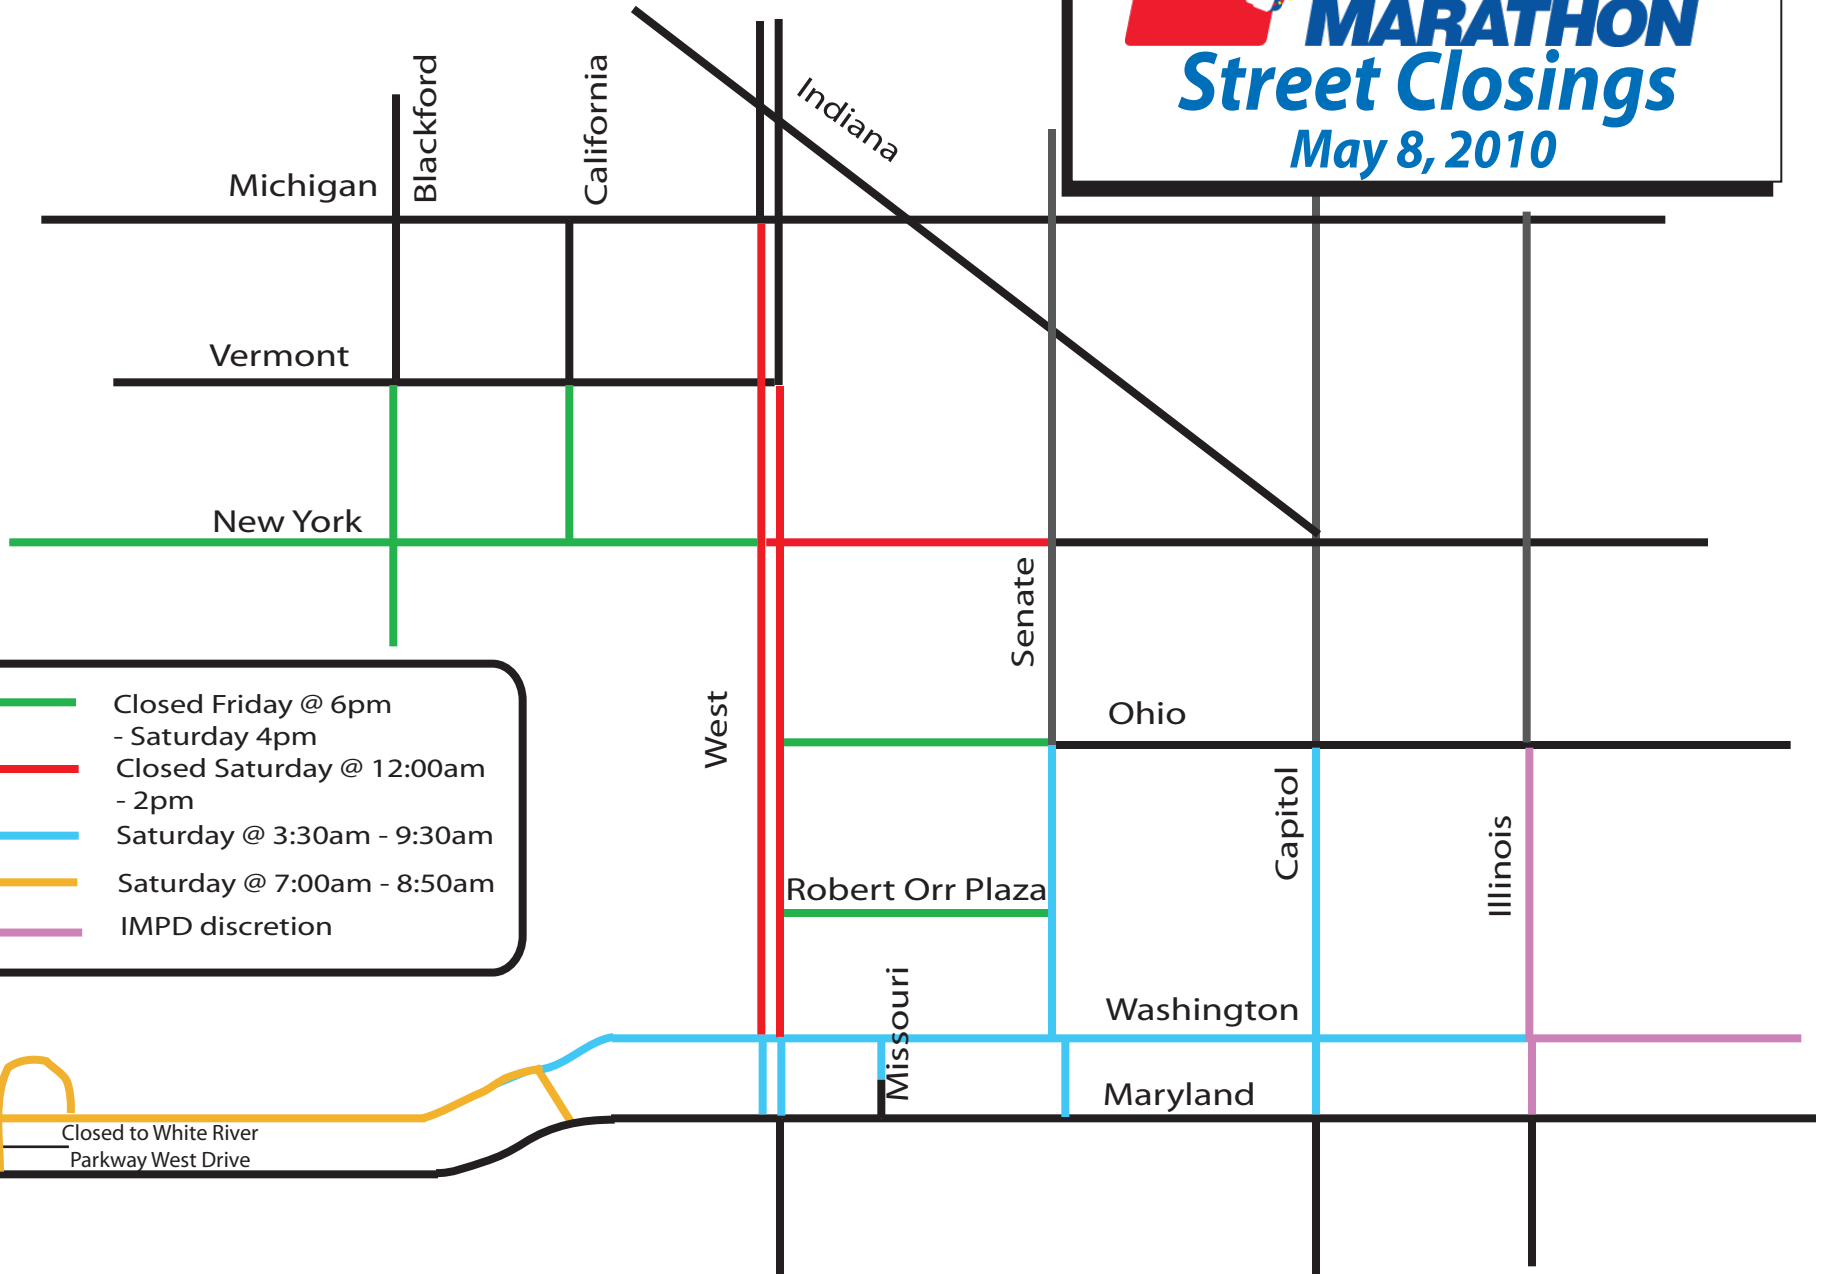 MARATHON
Street Closings
May 8, 2010
Blackford
California
Indiana
Michigan
Vermont
New York
Senate
West
Ohio
Capitol
Illinois
Robert Orr Plaza
Missouri
Washington
Maryland
Closed Friday @ 6pm
- Saturday 4pm
Closed Saturday @ 12:00am
- 2pm
Saturday @ 3:30am - 9:30am
Saturday @ 7:00am - 8:50am
IMPD discretion
Closed to White River
Parkway West Drive